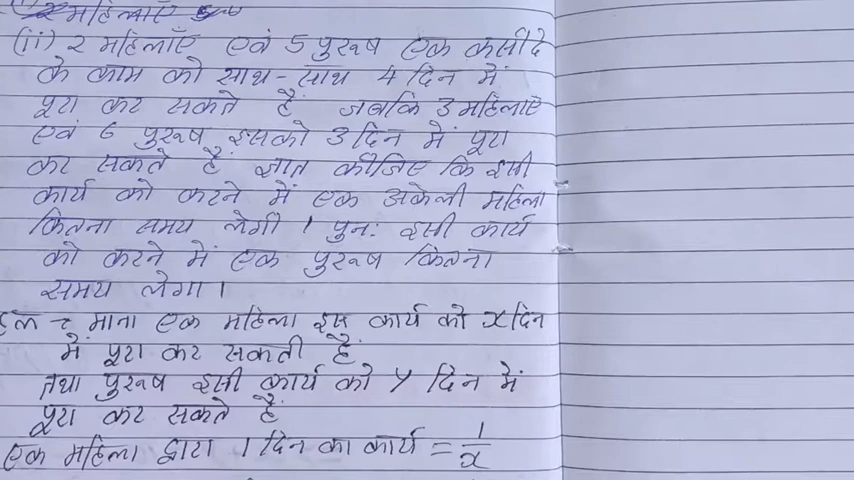 महिलाएँ
(ii) 2 महिलाएँ एवं 5 पुरूष एक कसीदे
के काम को साथ-साथ 4 दिन में
पूरा कर सकते हैं जबकि 3 महिलाएँ
एवं 6 पुरूष इसको 3 दिन में पूरा
कर सकते हैं ज्ञात कीजिए कि इसी
कार्य को करने में एक अकेली महिला
कितना समय लेगी। पुन: इसी कार्य
को करने में एक पुरूष कितना
समय लेगा।
हल - माना एक महिला इस कार्य को x दिन
में पूरा कर सकती है
तथा पुरूष इसी कार्य को y दिन में
पूरा कर सकते हैं
एक महिला द्वारा 1 दिन का कार्य = 1/x